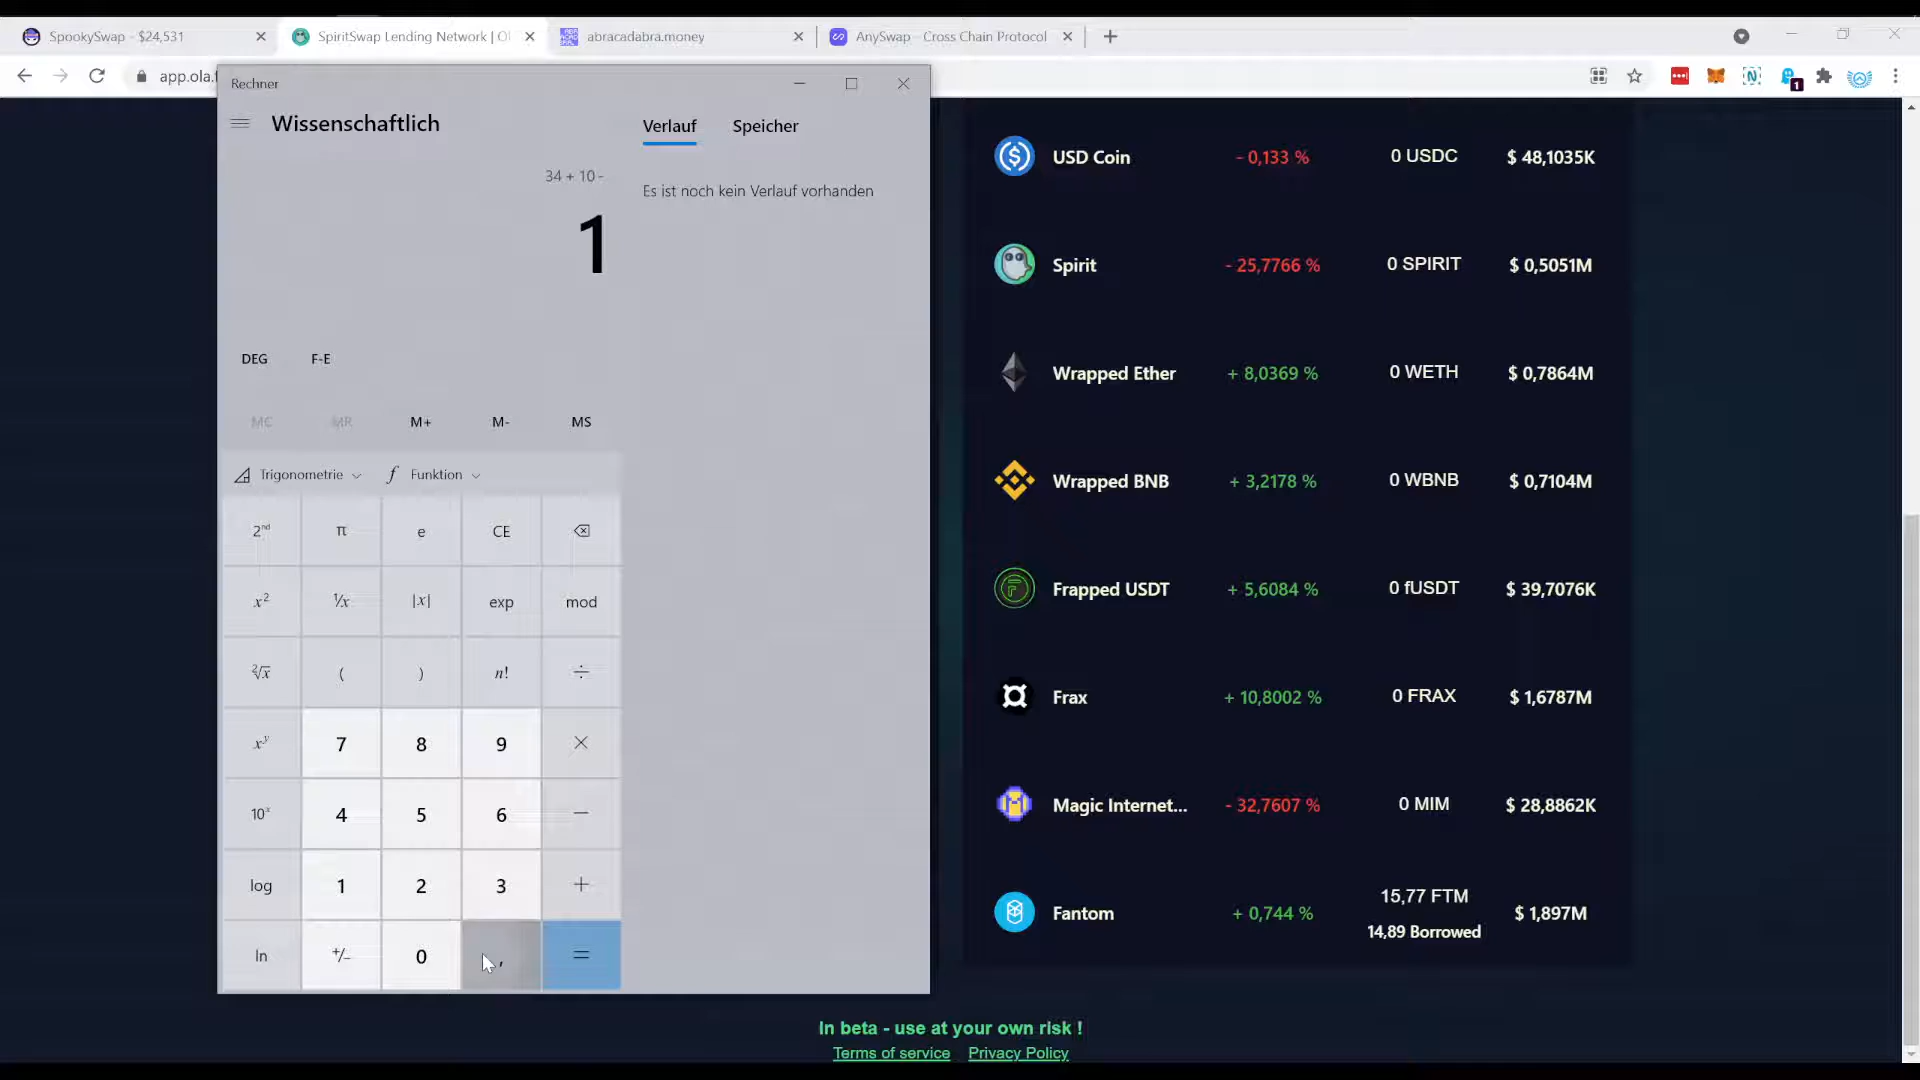 SpookySwap - $24,531
SpiritSwap Lending Network | Ol
abracadabra.money
AnySwap - Cross Chain Protocol
app.ola.f
1
Rechner
Wissenschaftlich
Verlauf
Speicher
34 + 10 -
Es ist noch kein Verlauf vorhanden
1
DEG
F-E
MC
MR
M+
M-
MS
Trigonometrie
f Funktion
2nd
π
e
CE
x²
¹/x
|x|
exp
mod
²√x
(
)
n!
÷
xʸ
7
8
9
×
10ˣ
4
5
6
−
log
1
2
3
+
ln
+/−
0
,
=
USD Coin - 0,133 % 0 USDC $ 48,1035K
Spirit - 25,7766 % 0 SPIRIT $ 0,5051M
Wrapped Ether + 8,0369 % 0 WETH $ 0,7864M
Wrapped BNB + 3,2178 % 0 WBNB $ 0,7104M
Frapped USDT + 5,6084 % 0 fUSDT $ 39,7076K
Frax + 10,8002 % 0 FRAX $ 1,6787M
Magic Internet... - 32,7607 % 0 MIM $ 28,8862K
Fantom + 0,744 % 15,77 FTM $ 1,897M
14,89 Borrowed
In beta - use at your own risk !
Terms of service Privacy Policy